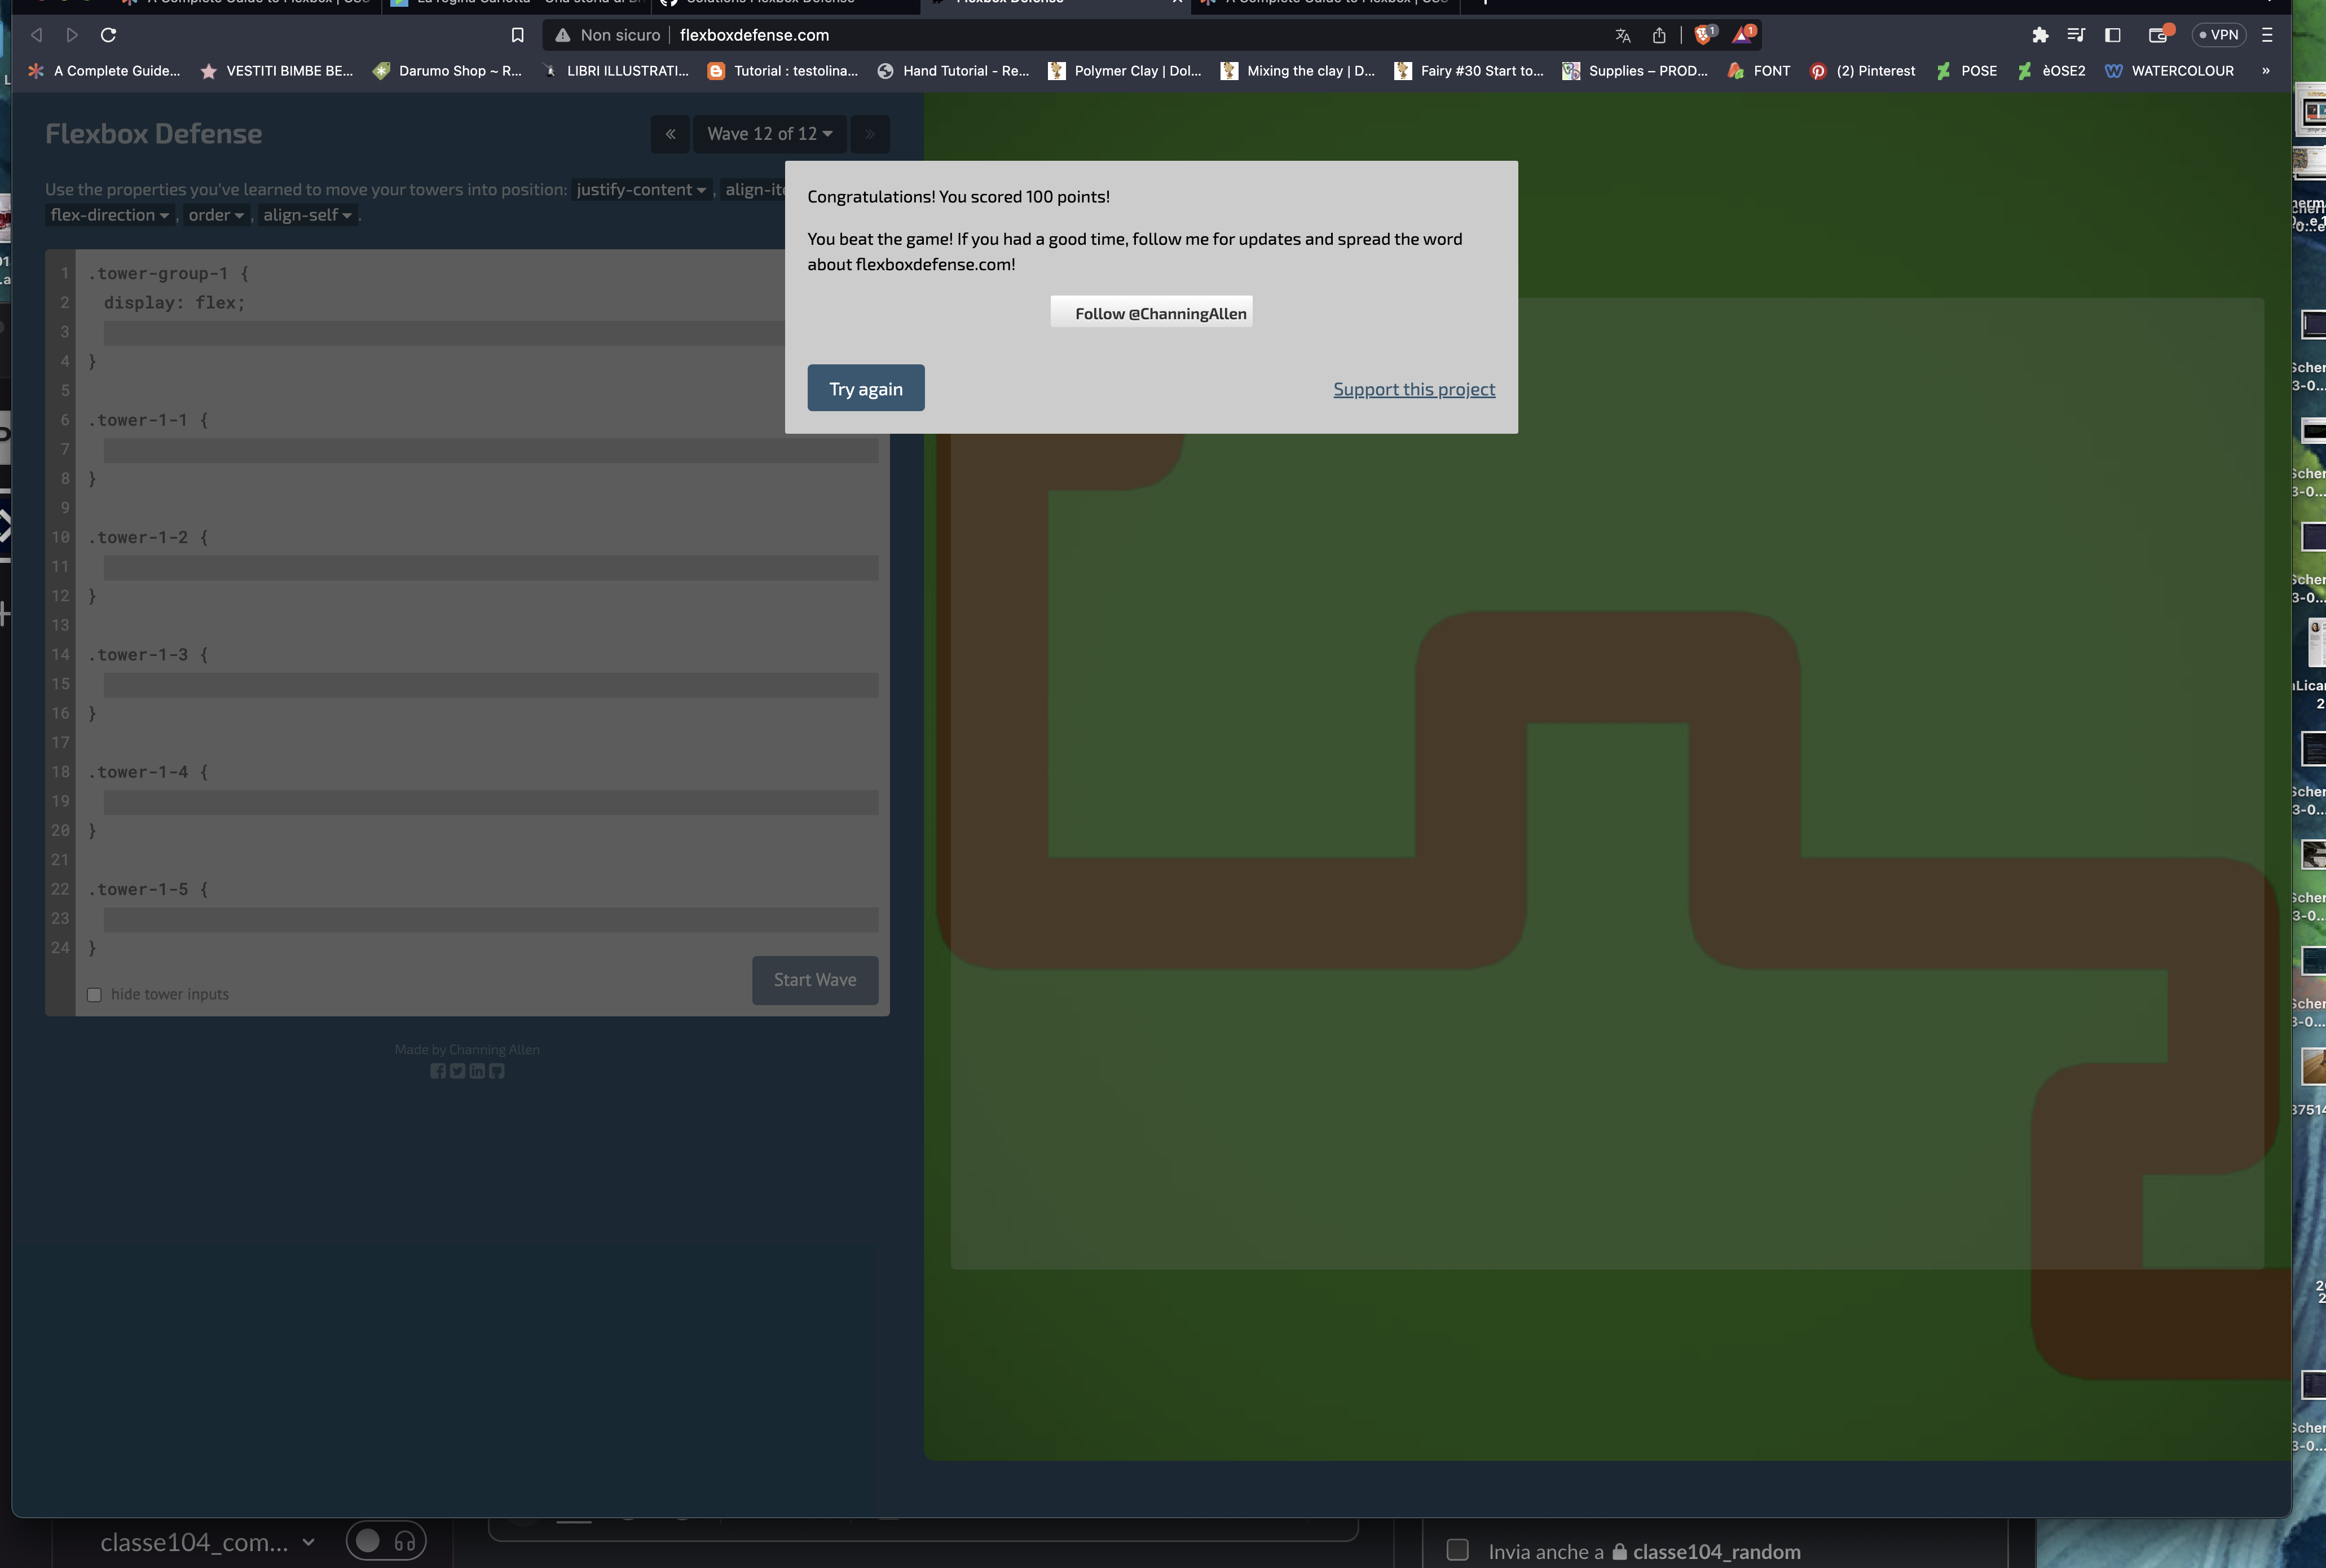 Non sicuro flexboxdefense.com
VPN
A Complete Guide... VESTITI BIMBE BE... Darumo Shop ~ R... LIBRI ILLUSTRATI... Tutorial : testolina... Hand Tutorial - Re... Polymer Clay | Dol... Mixing the clay | D... Fairy #30 Start to... Supplies – PROD... FONT (2) Pinterest POSE èOSE2 WATERCOLOUR »
Flexbox Defense
« Wave 12 of 12 »
Use the properties you've learned to move your towers into position: justify-content ,
flex-direction , order , align-self .
Congratulations! You scored 100 points!
You beat the game! If you had a good time, follow me for updates and spread the word
about flexboxdefense.com!
Follow @ChanningAllen
Try again Support this project
1 .tower-group-1 {
2 display: flex;
3
4 }
5
6 .tower-1-1 {
7
8 }
9
10 .tower-1-2 {
11
12 }
13
14 .tower-1-3 {
15
16 }
17
18 .tower-1-4 {
19
20 }
21
22 .tower-1-5 {
23
24 }
hide tower inputs Start Wave
Made by Channing Allen
classe104_com...
Invia anche a classe104_random